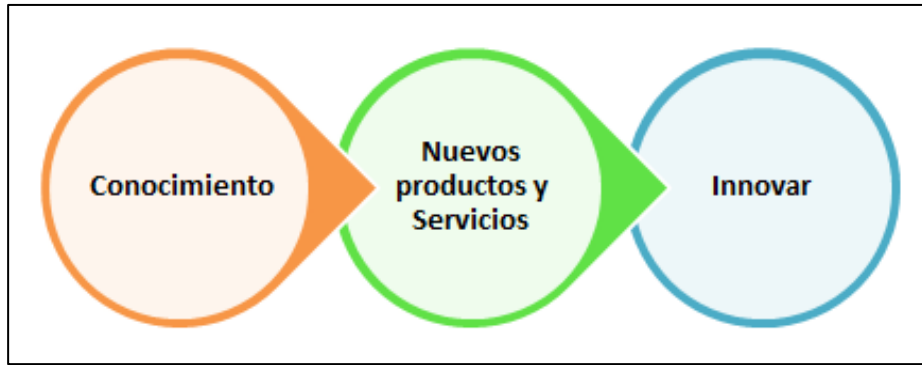 Conocimiento
Nuevos
productos y
Servicios
Innovar